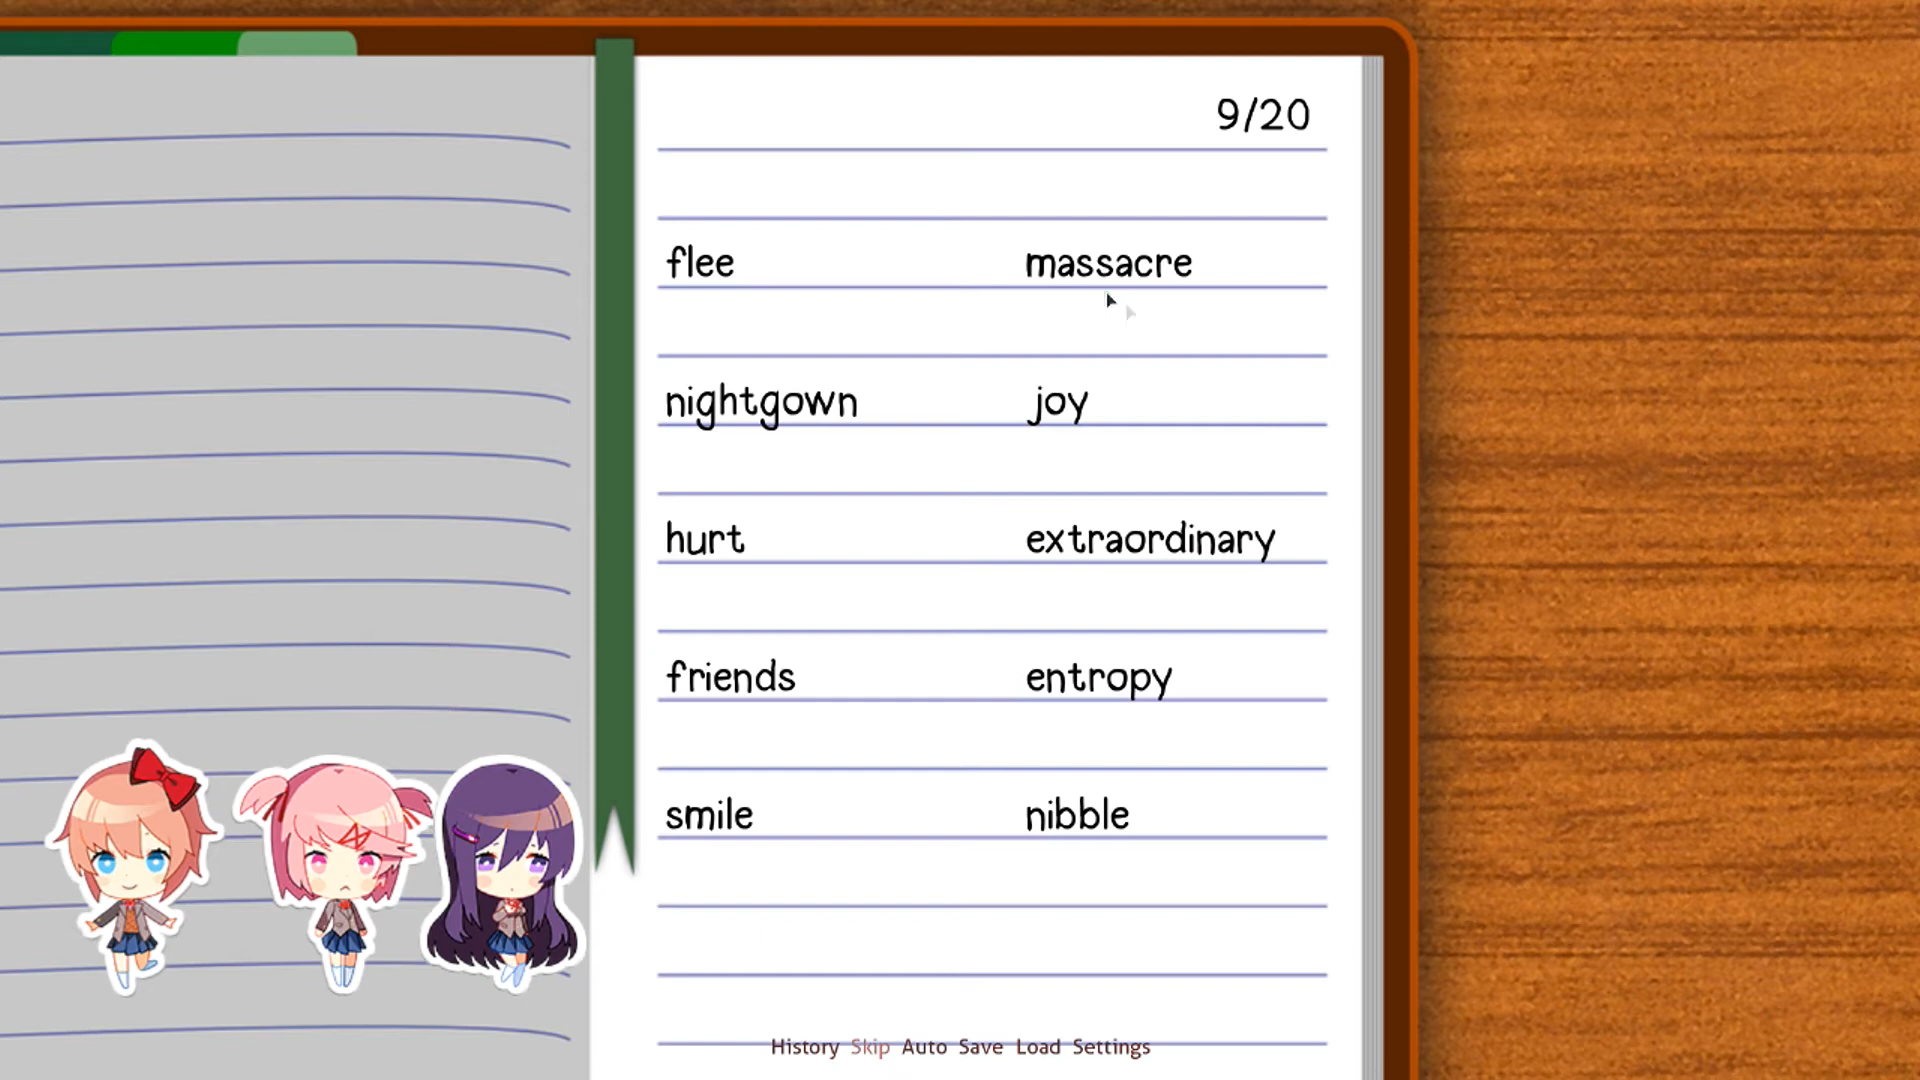 9/20
flee massacre
nightgown joy
hurt extraordinary
friends entropy
smile nibble
History Skip Auto Save Load Settings